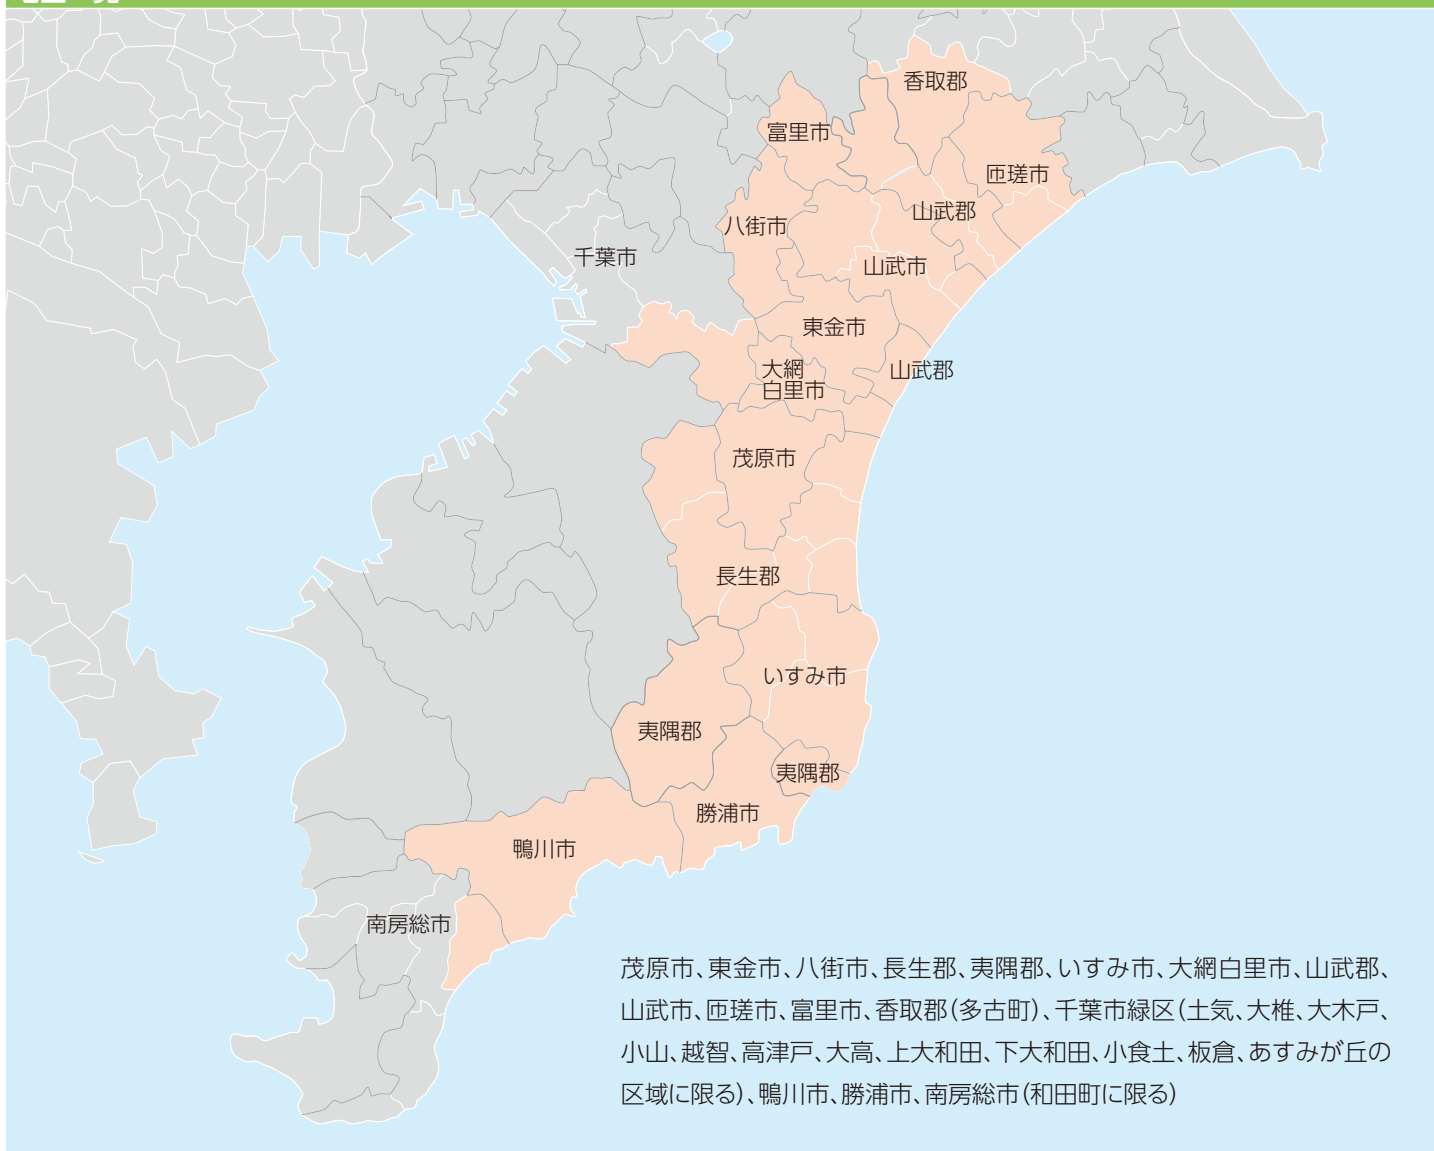 香取郡
富里市
匝瑳市
山武郡
八街市
千葉市
山武市
東金市
大網
白里市
山武郡
茂原市
長生郡
いすみ市
夷隅郡
夷隅郡
勝浦市
鴨川市
南房総市
茂原市、東金市、八街市、長生郡、夷隅郡、いすみ市、大網白里市、山武郡、
山武市、匝瑳市、富里市、香取郡(多古町)、千葉市緑区(土気、大椎、大木戸、
小山、越智、高津戸、大高、上大和田、下大和田、小食土、板倉、あすみが丘の
区域に限る)、鴨川市、勝浦市、南房総市(和田町に限る)